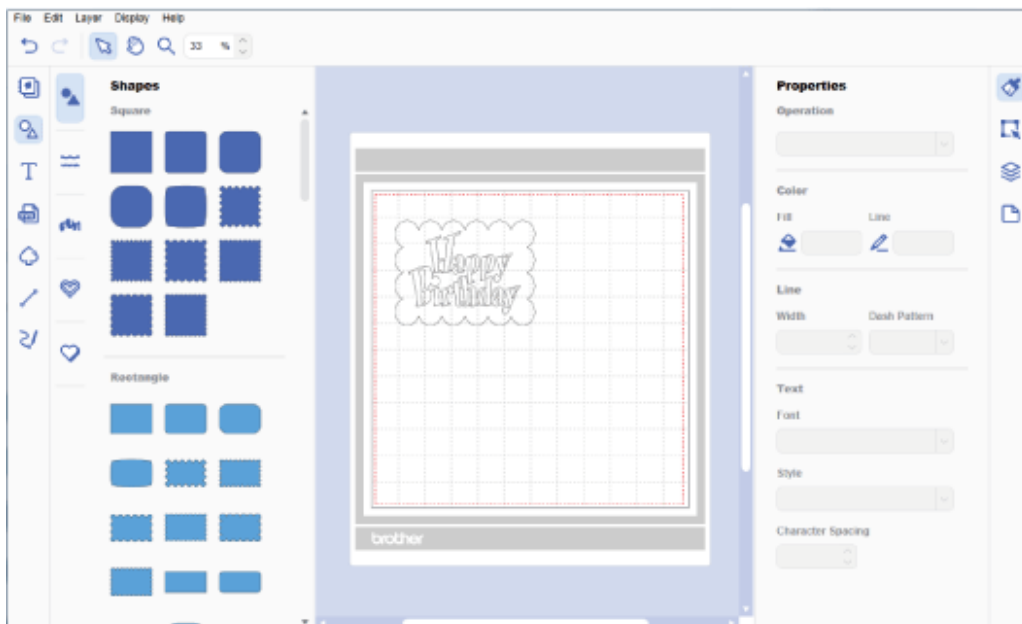 File Edit Layer Display Help
33 %
Shapes
Square
Rectangle
T
Happy
Birthday
brother
Properties
Operation
Color
Fill Line
Line
Width Dash Pattern
Text
Font
Style
Character Spacing